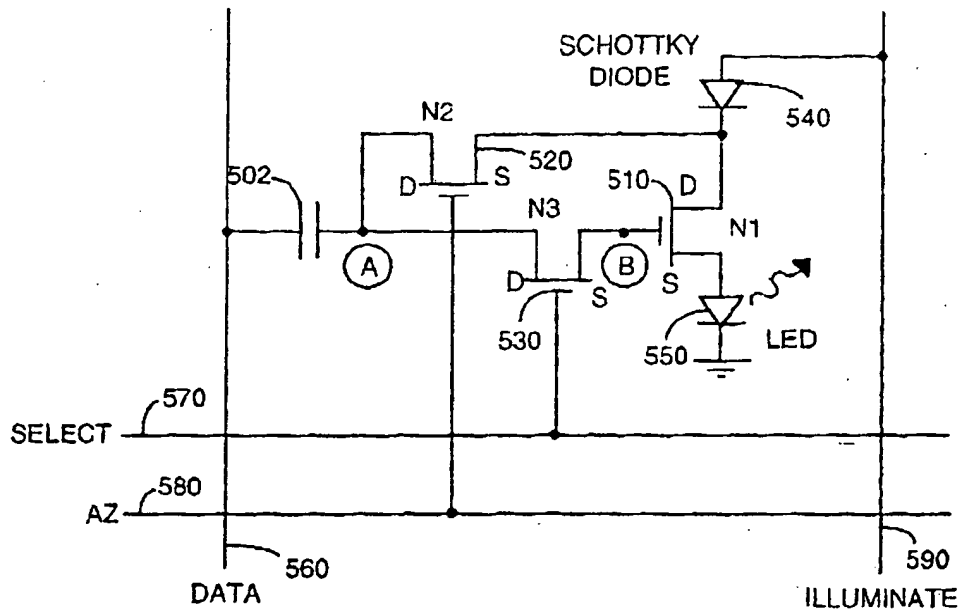 SCHOTTKY
DIODE
540
N2
520
502
D
S
510
D
N3
N1
A
B
D
S
S
530
550
LED
570
SELECT
580
AZ
560
590
DATA
ILLUMINATE